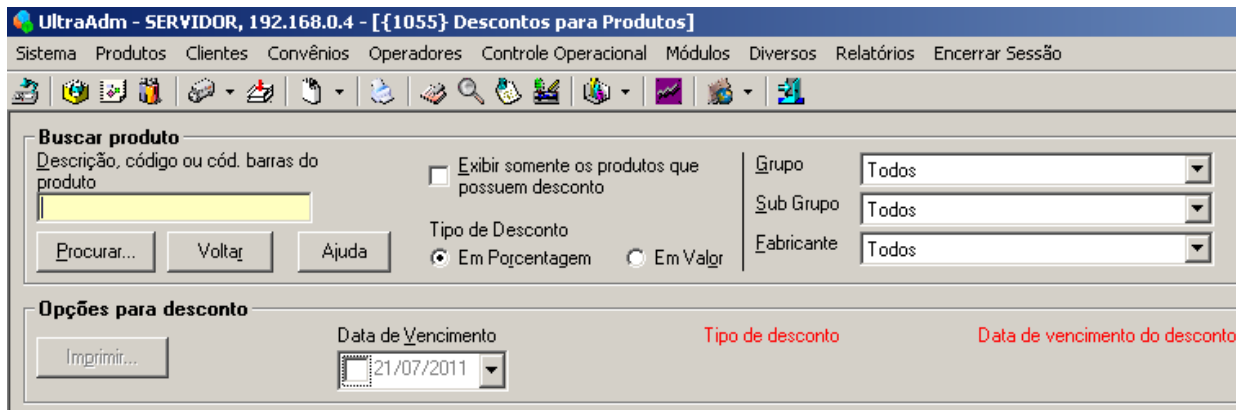 UltraAdm - SERVIDOR, 192.168.0.4 - [{1055} Descontos para Produtos]
Sistema Produtos Clientes Convênios Operadores Controle Operacional Módulos Diversos Relatórios Encerrar Sessão
Buscar produto
Descrição, código ou cód. barras do
produto
Procurar... Voltar Ajuda
Exibir somente os produtos que
possuem desconto
Tipo de Desconto
Em Porcentagem Em Valor
Grupo Todos
Sub Grupo Todos
Fabricante Todos
Opções para desconto
Imprimir...
Data de Vencimento
21/07/2011
Tipo de desconto
Data de vencimento do desconto